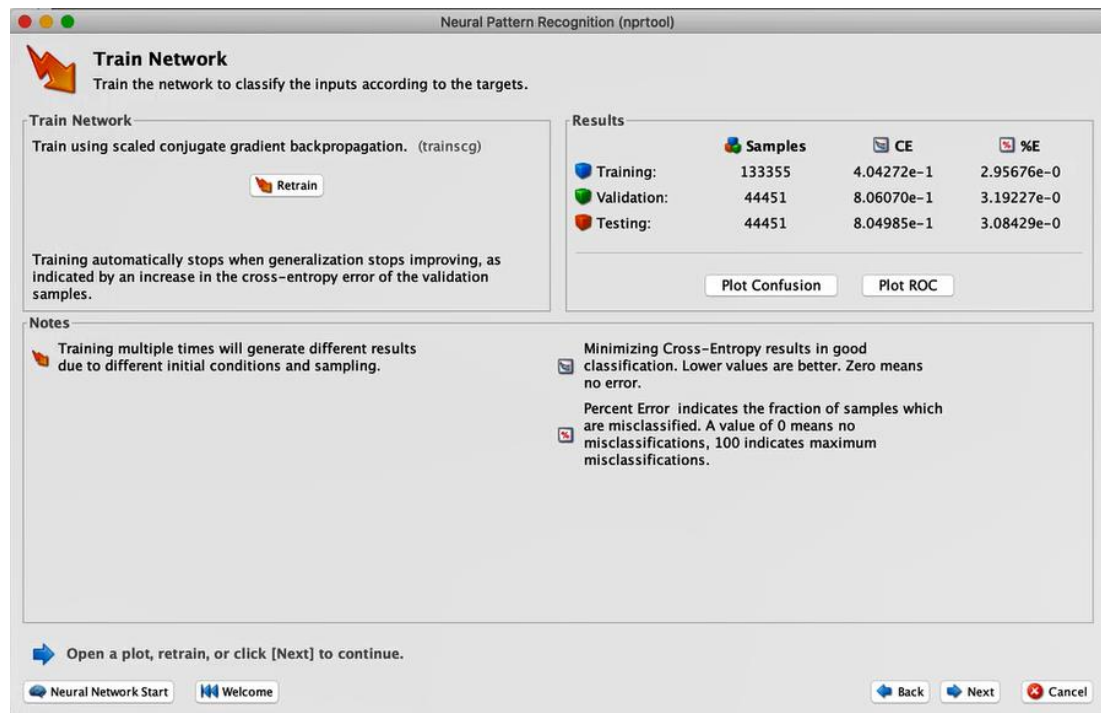 Neural Pattern Recognition (nprtool)
Train Network
Train the network to classify the inputs according to the targets.
Train Network
Train using scaled conjugate gradient backpropagation. (trainscg)
Retrain
Training automatically stops when generalization stops improving, as
indicated by an increase in the cross-entropy error of the validation
samples.
Results
Samples CE %E
Training: 133355 4.04272e-1 2.95676e-0
Validation: 44451 8.06070e-1 3.19227e-0
Testing: 44451 8.04985e-1 3.08429e-0
Plot Confusion Plot ROC
Notes
Training multiple times will generate different results
due to different initial conditions and sampling.
Minimizing Cross-Entropy results in good
classification. Lower values are better. Zero means
no error.
Percent Error indicates the fraction of samples which
are misclassified. A value of 0 means no
misclassifications, 100 indicates maximum
misclassifications.
Open a plot, retrain, or click [Next] to continue.
Neural Network Start Welcome Back Next Cancel